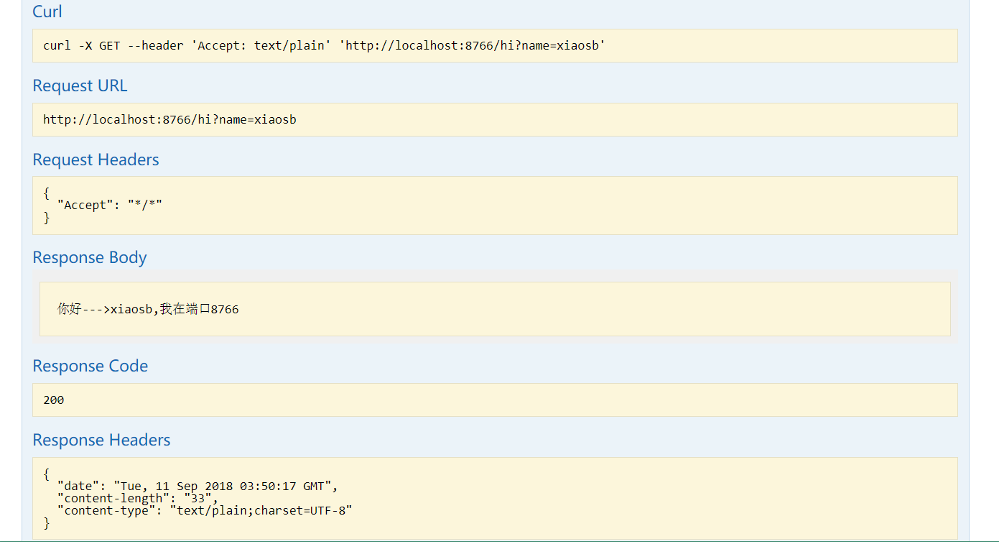 Curl
curl -X GET --header 'Accept: text/plain' 'http://localhost:8766/hi?name=xiaosb'
Request URL
http://localhost:8766/hi?name=xiaosb
Request Headers
{
  "Accept": "*/*"
}
Response Body
你好--->xiaosb,我在端口8766
Response Code
200
Response Headers
{
  "date": "Tue, 11 Sep 2018 03:50:17 GMT",
  "content-length": "33",
  "content-type": "text/plain;charset=UTF-8"
}